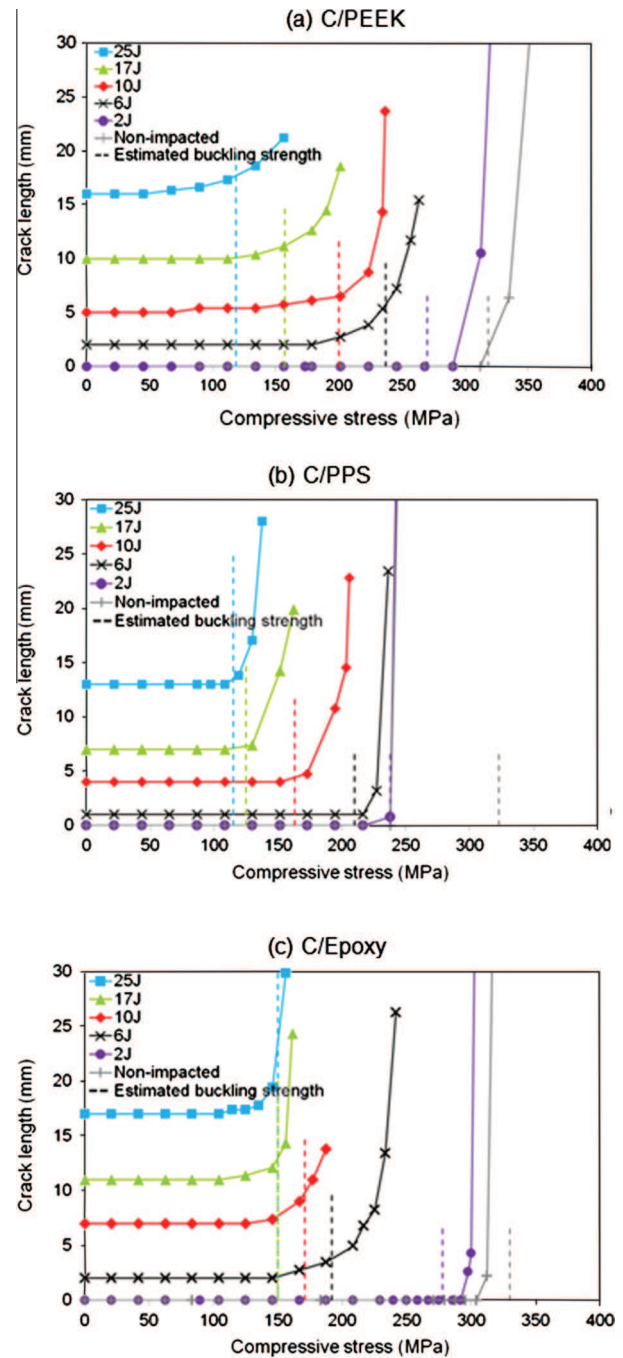 (a) C/PEEK
30
25
20
15
10
5
0
Crack length (mm)
25J
17J
10J
6J
2J
Non-impacted
Estimated buckling strength
0 50 100 150 200 250 300 350 400
Compressive stress (MPa)
(b) C/PPS
30
25
20
15
10
5
0
Crack length (mm)
25J
17J
10J
6J
2J
Non-impacted
Estimated buckling strength
0 50 100 150 200 250 300 350 400
Compressive stress (MPa)
(c) C/Epoxy
30
25
20
15
10
5
0
Crack length (mm)
25J
17J
10J
6J
2J
Non-impacted
Estimated buckling strength
0 50 100 150 200 250 300 350 400
Compressive stress (MPa)